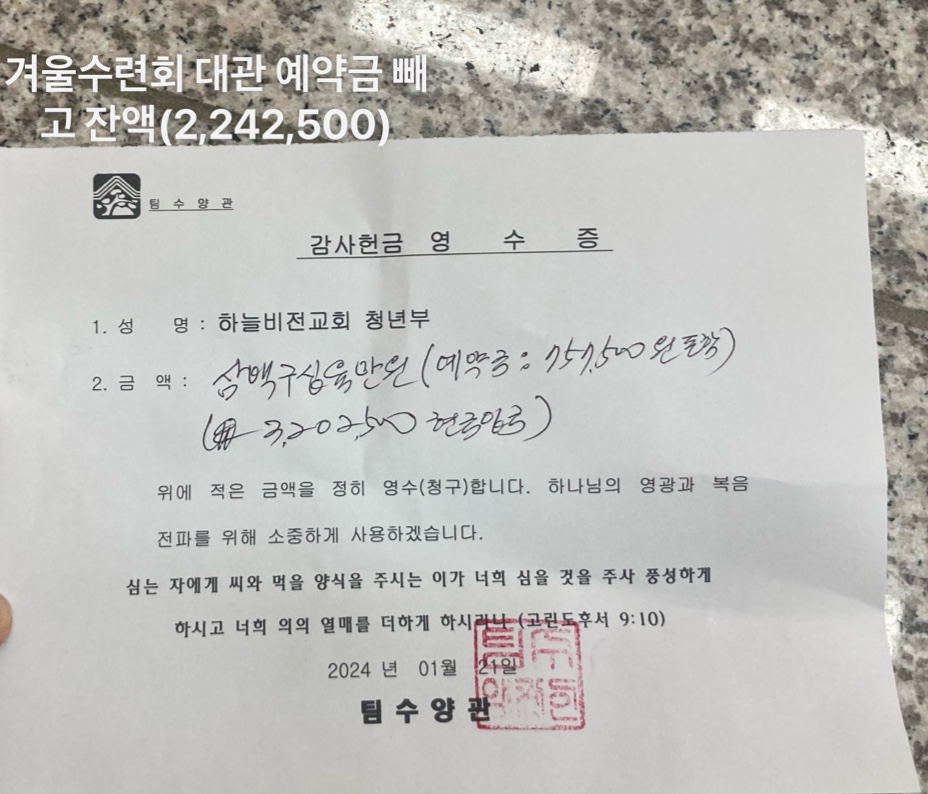 겨울수련회 대관 예약금 빼
고 잔액(2,242,500)
팀 수 양 관
감사헌금 영 수 증
1. 성 명 : 하늘비전교회 청년부
2. 금 액 : 삼백구십육만원 (예약금 : 757,500원 포함)
( 3,202,500 현금입금)
위에 적은 금액을 정히 영수(청구)합니다. 하나님의 영광과 복음
전파를 위해 소중하게 사용하겠습니다.
심는 자에게 씨와 먹을 양식을 주시는 이가 너희 심을 것을 주사 풍성하게
하시고 너희 의의 열매를 더하게 하시리니 (고린도후서 9:10)
2024 년 01월 21일
팀 수 양 관